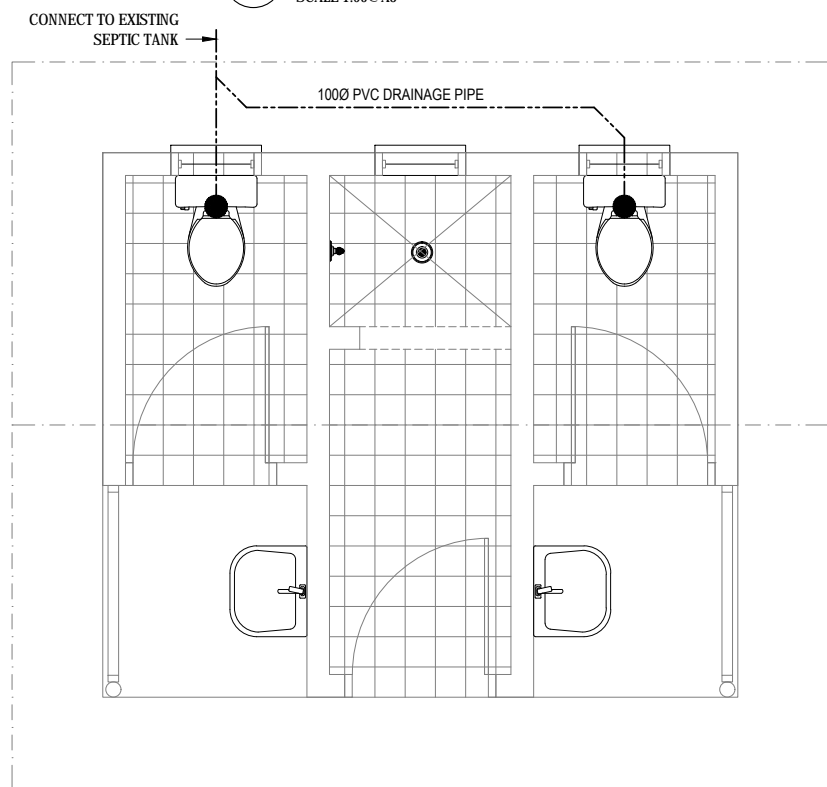 CONNECT TO EXISTING
SEPTIC TANK
100Ø PVC DRAINAGE PIPE